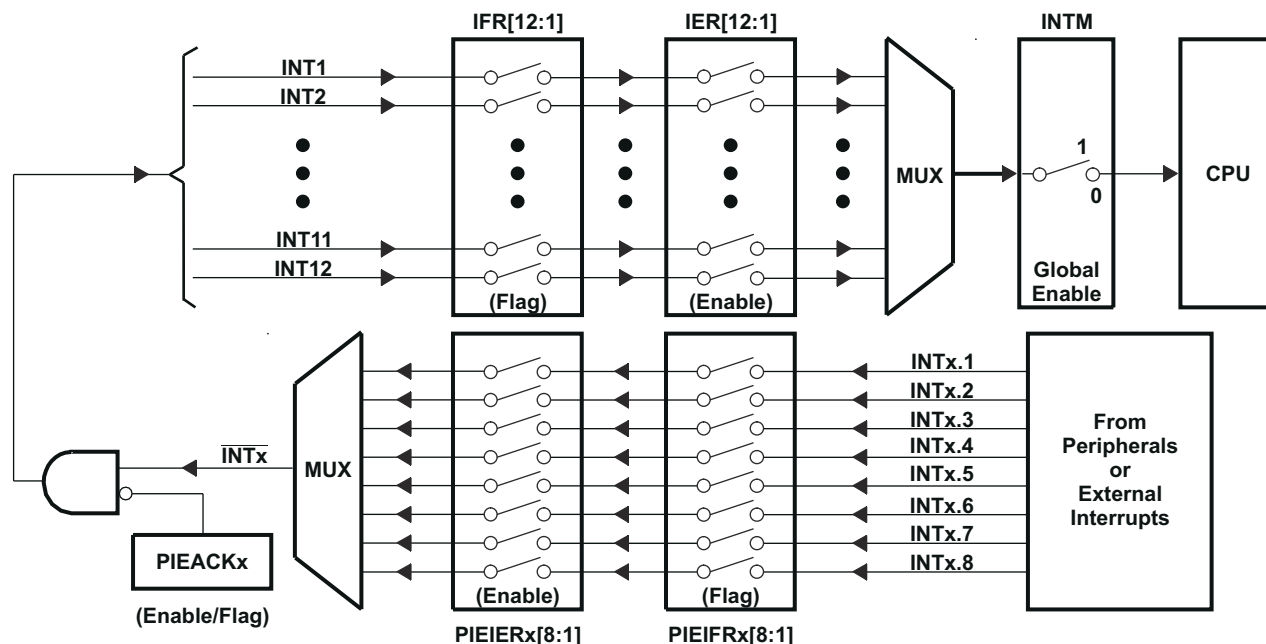 IFR[12:1]
IER[12:1]
INTM
INT1
INT2
1
MUX
CPU
0
INT11
INT12
Global
Enable
(Flag)
(Enable)
INTx.1
INTx.2
INTx.3
INTx.4
INTx.5
INTx.6
INTx.7
INTx.8
From
Peripherals
or
External
Interrupts
INTx
MUX
PIEACKx
(Enable/Flag)
(Enable)
(Flag)
PIEIERx[8:1]
PIEIFRx[8:1]